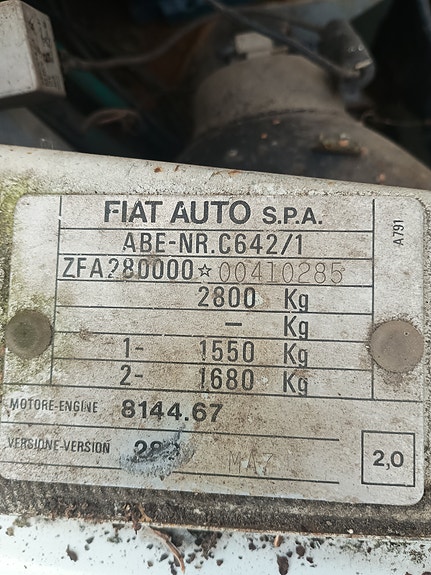 FIAT AUTO S.P.A.
ABE-NR.C642/1
ZFA280000☆00410285
2800 Kg
- Kg
1- 1550 Kg
2- 1680 Kg
MOTORE-ENGINE 8144.67
VERSIONE-VERSION
2,0
A791